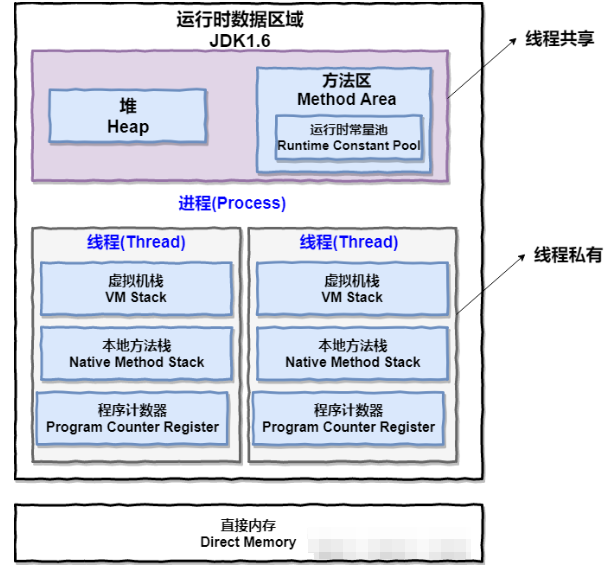 运行时数据区域
JDK1.6
线程共享
堆
Heap
方法区
Method Area
运行时常量池
Runtime Constant Pool
进程(Process)
线程(Thread)
虚拟机栈
VM Stack
本地方法栈
Native Method Stack
程序计数器
Program Counter Register
线程(Thread)
虚拟机栈
VM Stack
本地方法栈
Native Method Stack
程序计数器
Program Counter Register
线程私有
直接内存
Direct Memory